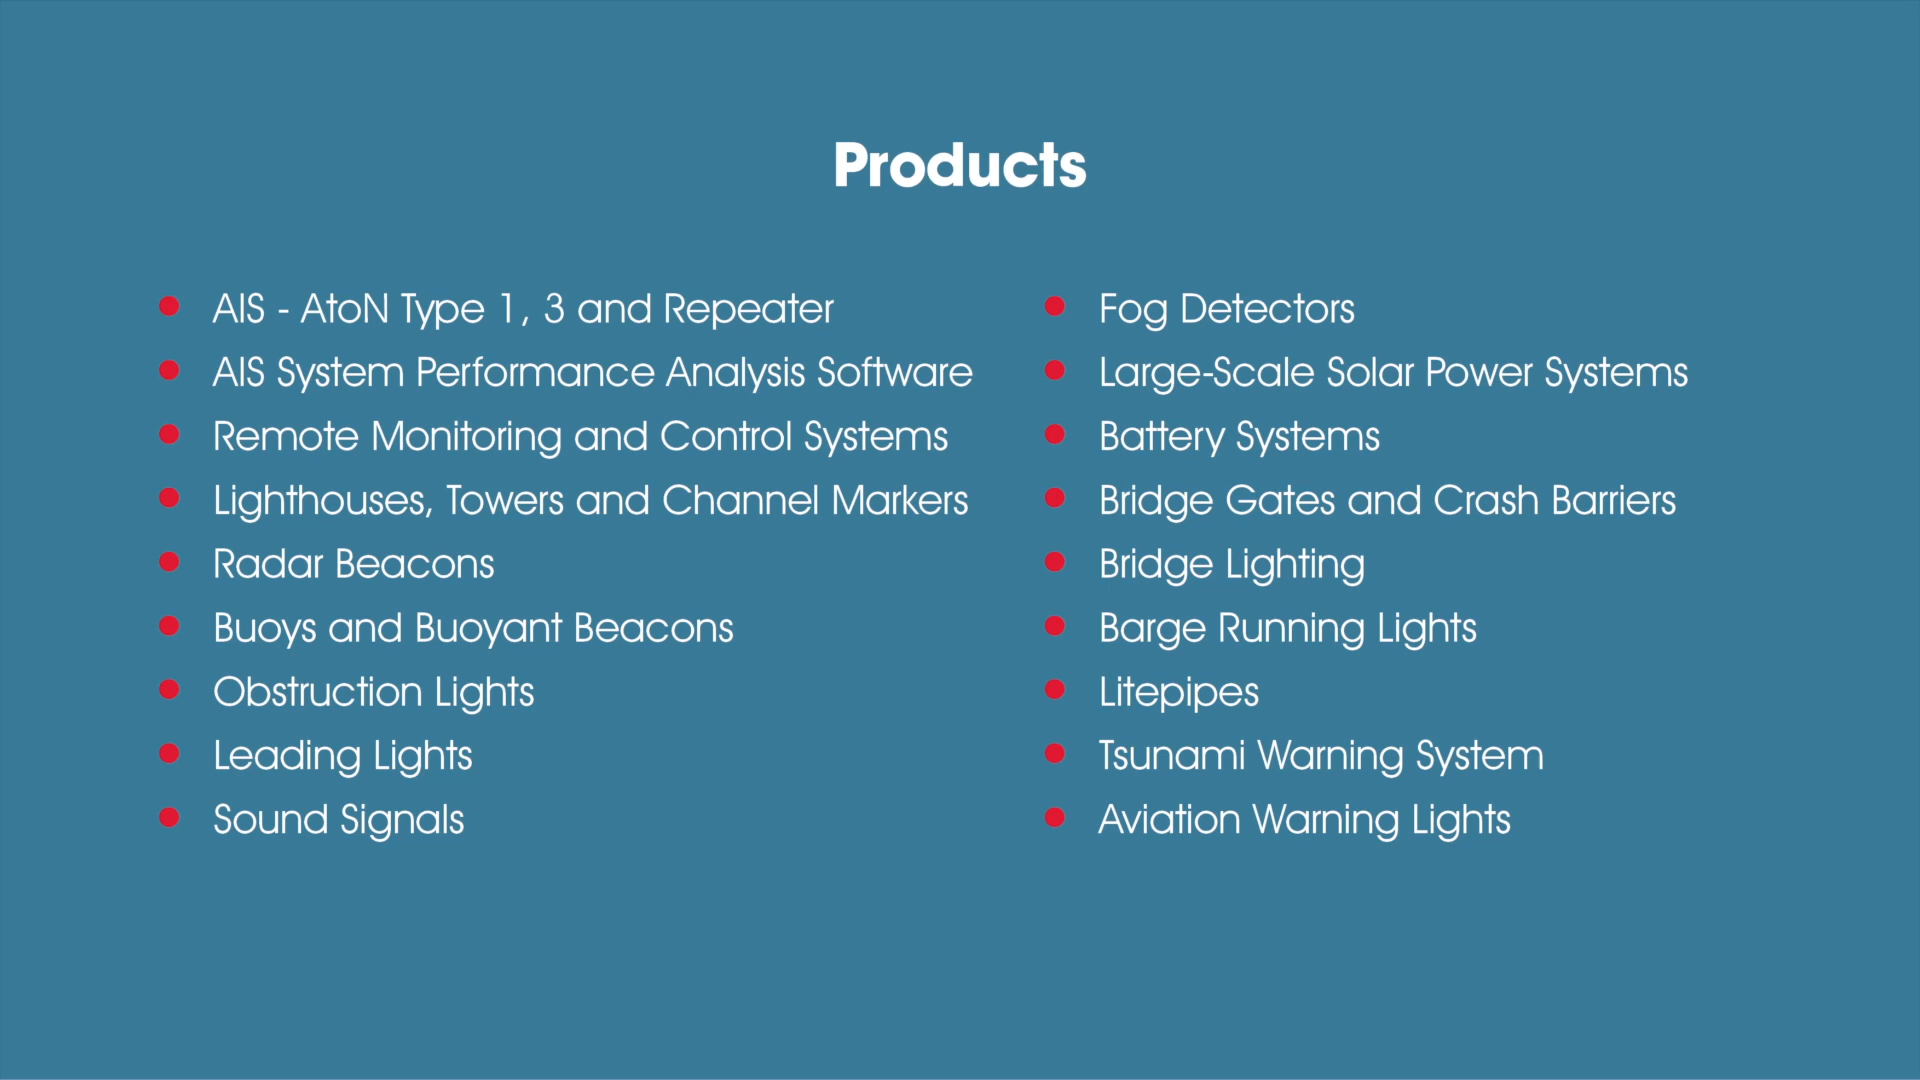 Products
AIS - AtoN Type 1, 3 and Repeater
AIS System Performance Analysis Software
Remote Monitoring and Control Systems
Lighthouses, Towers and Channel Markers
Radar Beacons
Buoys and Buoyant Beacons
Obstruction Lights
Leading Lights
Sound Signals
Fog Detectors
Large-Scale Solar Power Systems
Battery Systems
Bridge Gates and Crash Barriers
Bridge Lighting
Barge Running Lights
Litepipes
Tsunami Warning System
Aviation Warning Lights